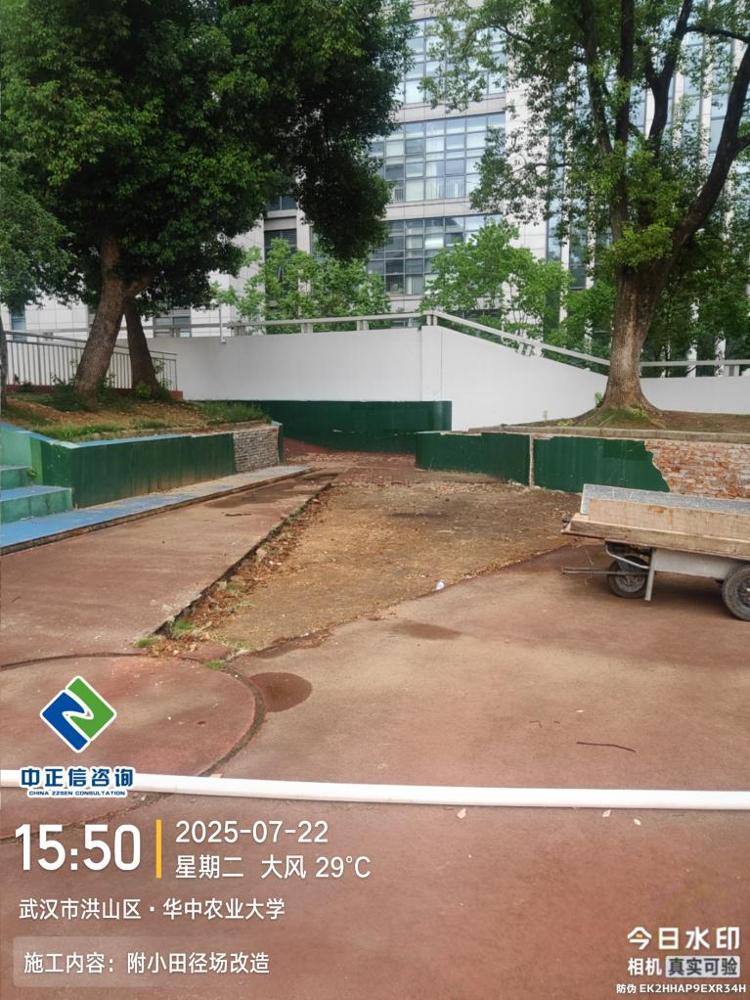 中正信咨询
CHINA ZZSEN CONSULTATION
15:50
2025-07-22
星期二 大风 29°C
武汉市洪山区·华中农业大学
施工内容：附小田径场改造
今日水印
相机 真实可验
防伪 EK2HHAP9EXR34H